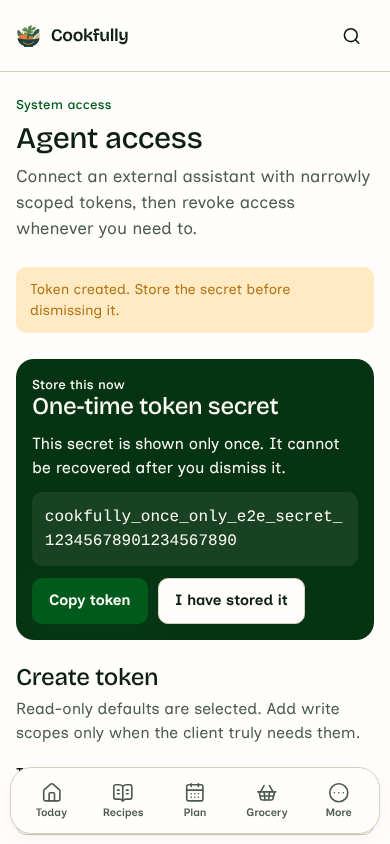 Cookfully
System access
Agent access
Connect an external assistant with narrowly
scoped tokens, then revoke access
whenever you need to.
Token created. Store the secret before
dismissing it.
Store this now
One-time token secret
This secret is shown only once. It cannot
be recovered after you dismiss it.
cookfully_once_only_e2e_secret_
12345678901234567890
Copy token
I have stored it
Create token
Read-only defaults are selected. Add write
scopes only when the client truly needs them.
Today
Recipes
Plan
Grocery
More